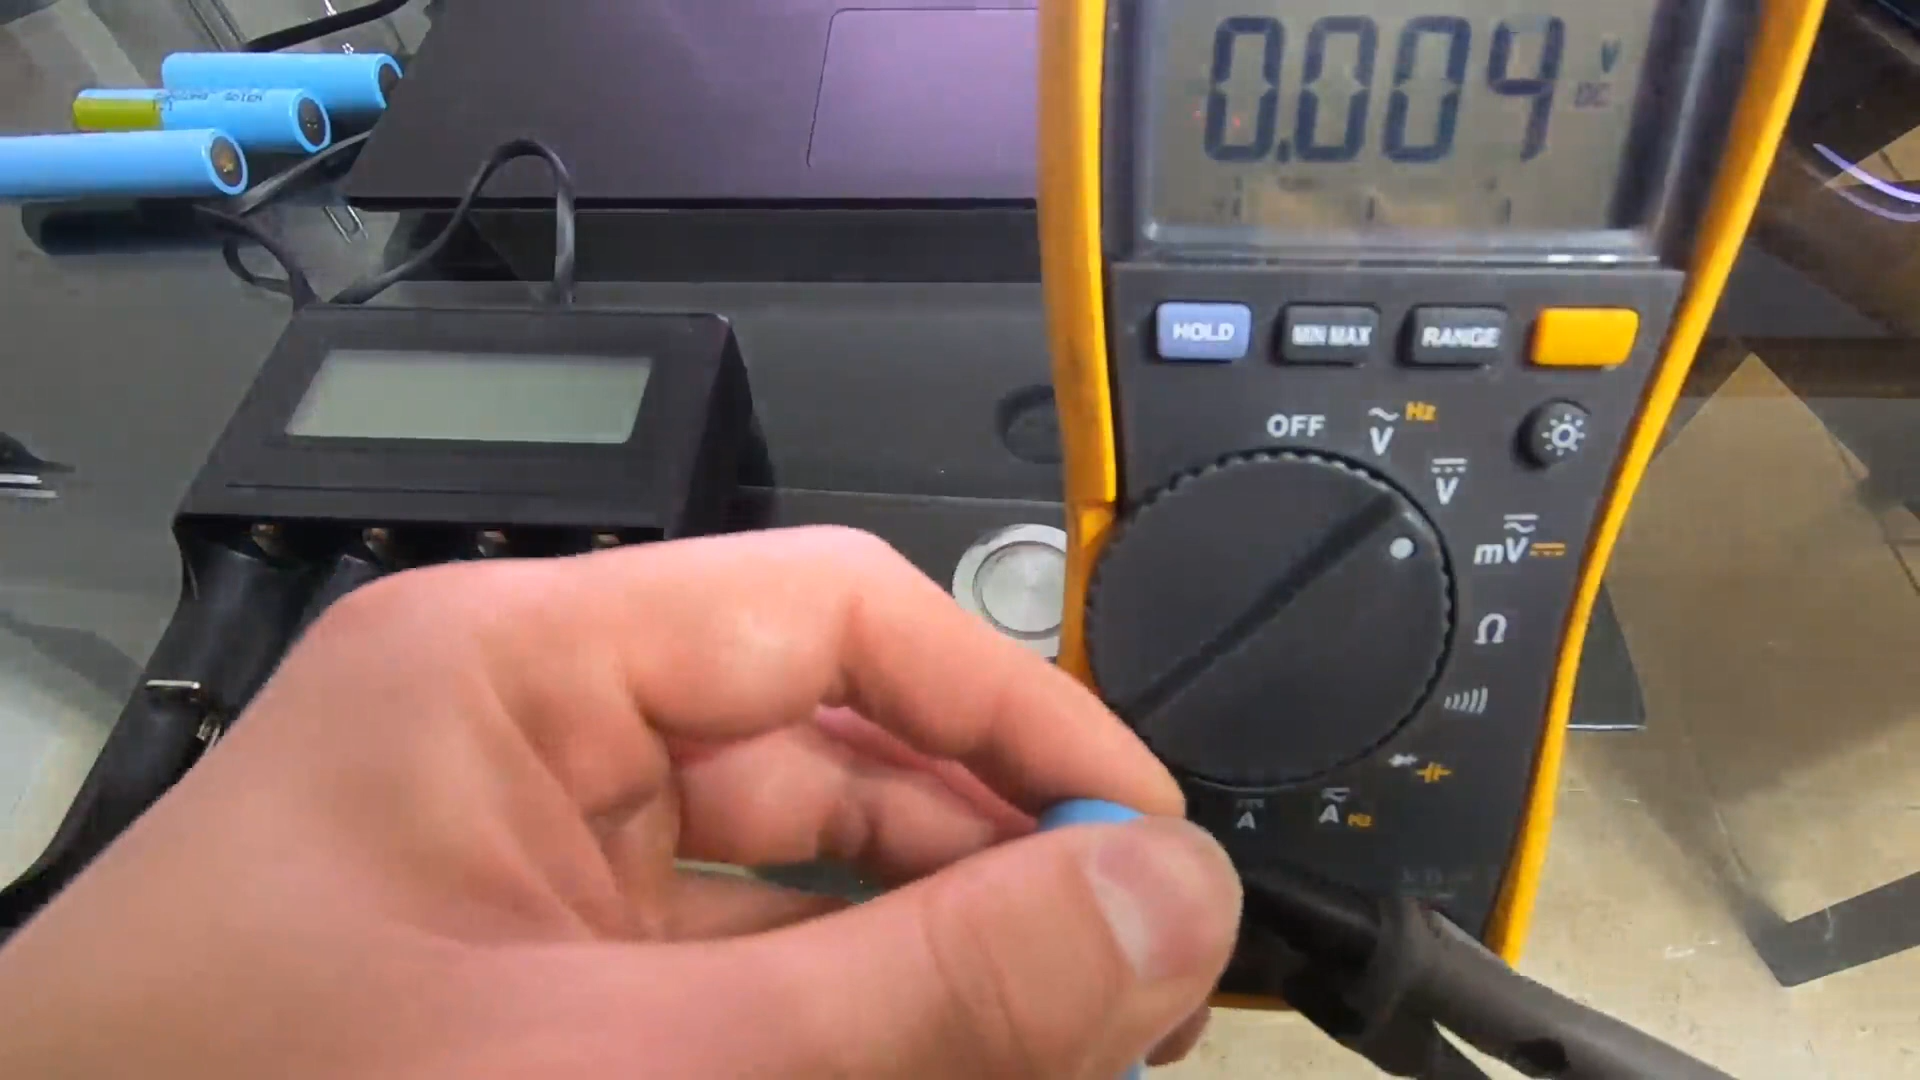 0.004 V
DC
HOLD MIN MAX RANGE
OFF
V Hz
V
mV
Ω
A
A Hz